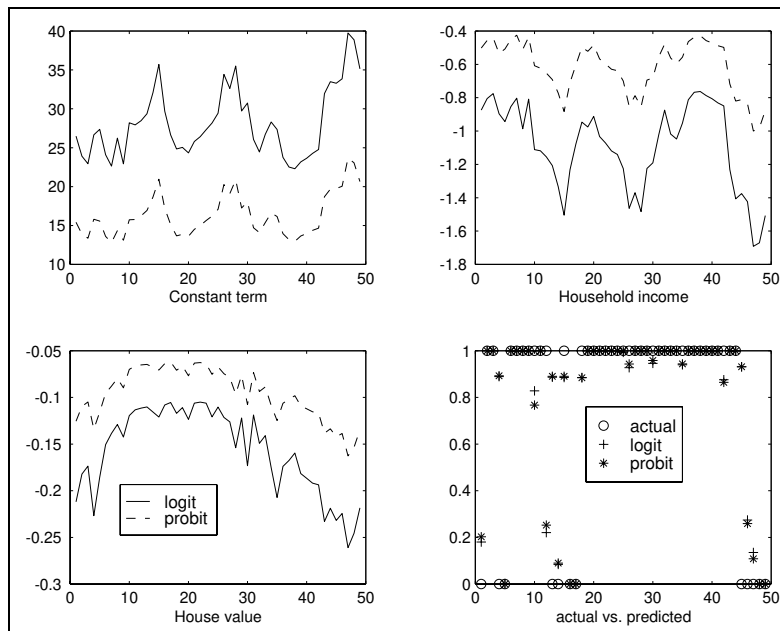 40
35
30
25
20
15
10
0 10 20 30 40 50
Constant term
-0.4
-0.6
-0.8
-1
-1.2
-1.4
-1.6
-1.8
0 10 20 30 40 50
Household income
-0.05
-0.1
-0.15
-0.2
-0.25
-0.3
logit
probit
0 10 20 30 40 50
House value
1
0.8
0.6
0.4
0.2
0
actual
logit
probit
0 10 20 30 40 50
actual vs. predicted